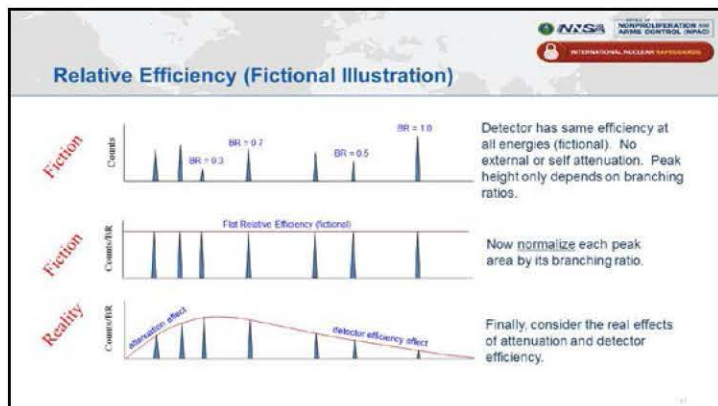 NNSA
OFFICE OF
NONPROLIFERATION AND
ARMS CONTROL (NPAC)
INTERNATIONAL NUCLEAR SAFEGUARDS
Relative Efficiency (Fictional Illustration)
Fiction
Counts
BR = 0.3
BR = 0.7
BR = 0.5
BR = 1.0
Detector has same efficiency at
all energies (fictional). No
external or self attenuation. Peak
height only depends on branching
ratios.
Fiction
Counts/BR
Flat Relative Efficiency (fictional)
Now normalize each peak
area by its branching ratio.
Reality
Counts/BR
attenuation effect
detector efficiency effect
Finally, consider the real effects
of attenuation and detector
efficiency.